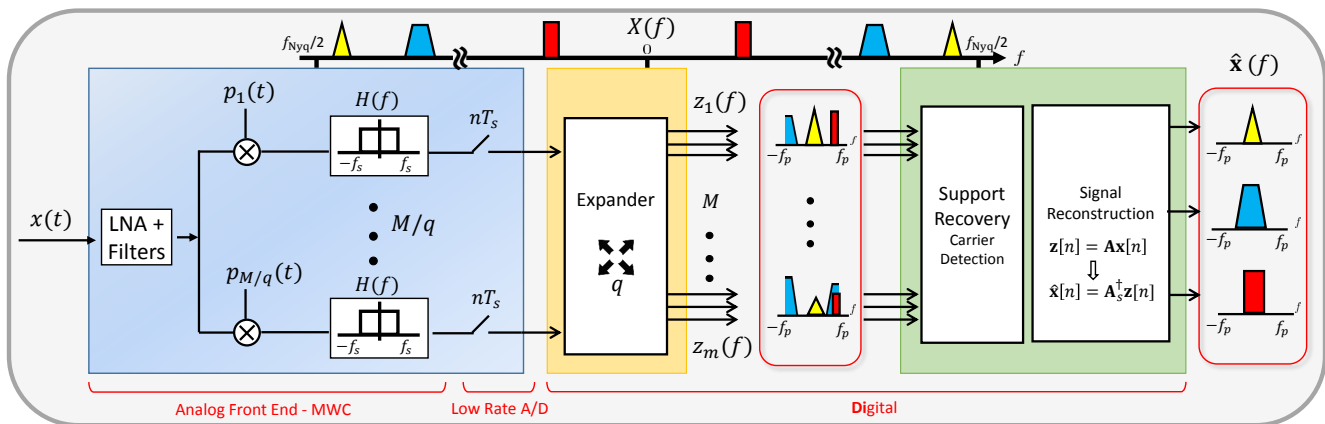 X(f)
f_Nyq/2
0
f_Nyq/2
f
x̂(f)
p_1(t)
H(f)
nT_s
z_1(f)
−f_s f_s
−f_p f_p
f
Expander
q
M/q
M
x(t)
LNA +
Filters
Support
Recovery
Carrier
Detection
Signal
Reconstruction
z[n] = Ax[n]
⇩
x̂[n] = A_s^† z[n]
p_{M/q}(t)
H(f)
nT_s
−f_s f_s
z_m(f)
−f_p f_p
f
−f_p f_p
f
−f_p f_p
f
−f_p f_p
f
Analog Front End - MWC
Low Rate A/D
Digital